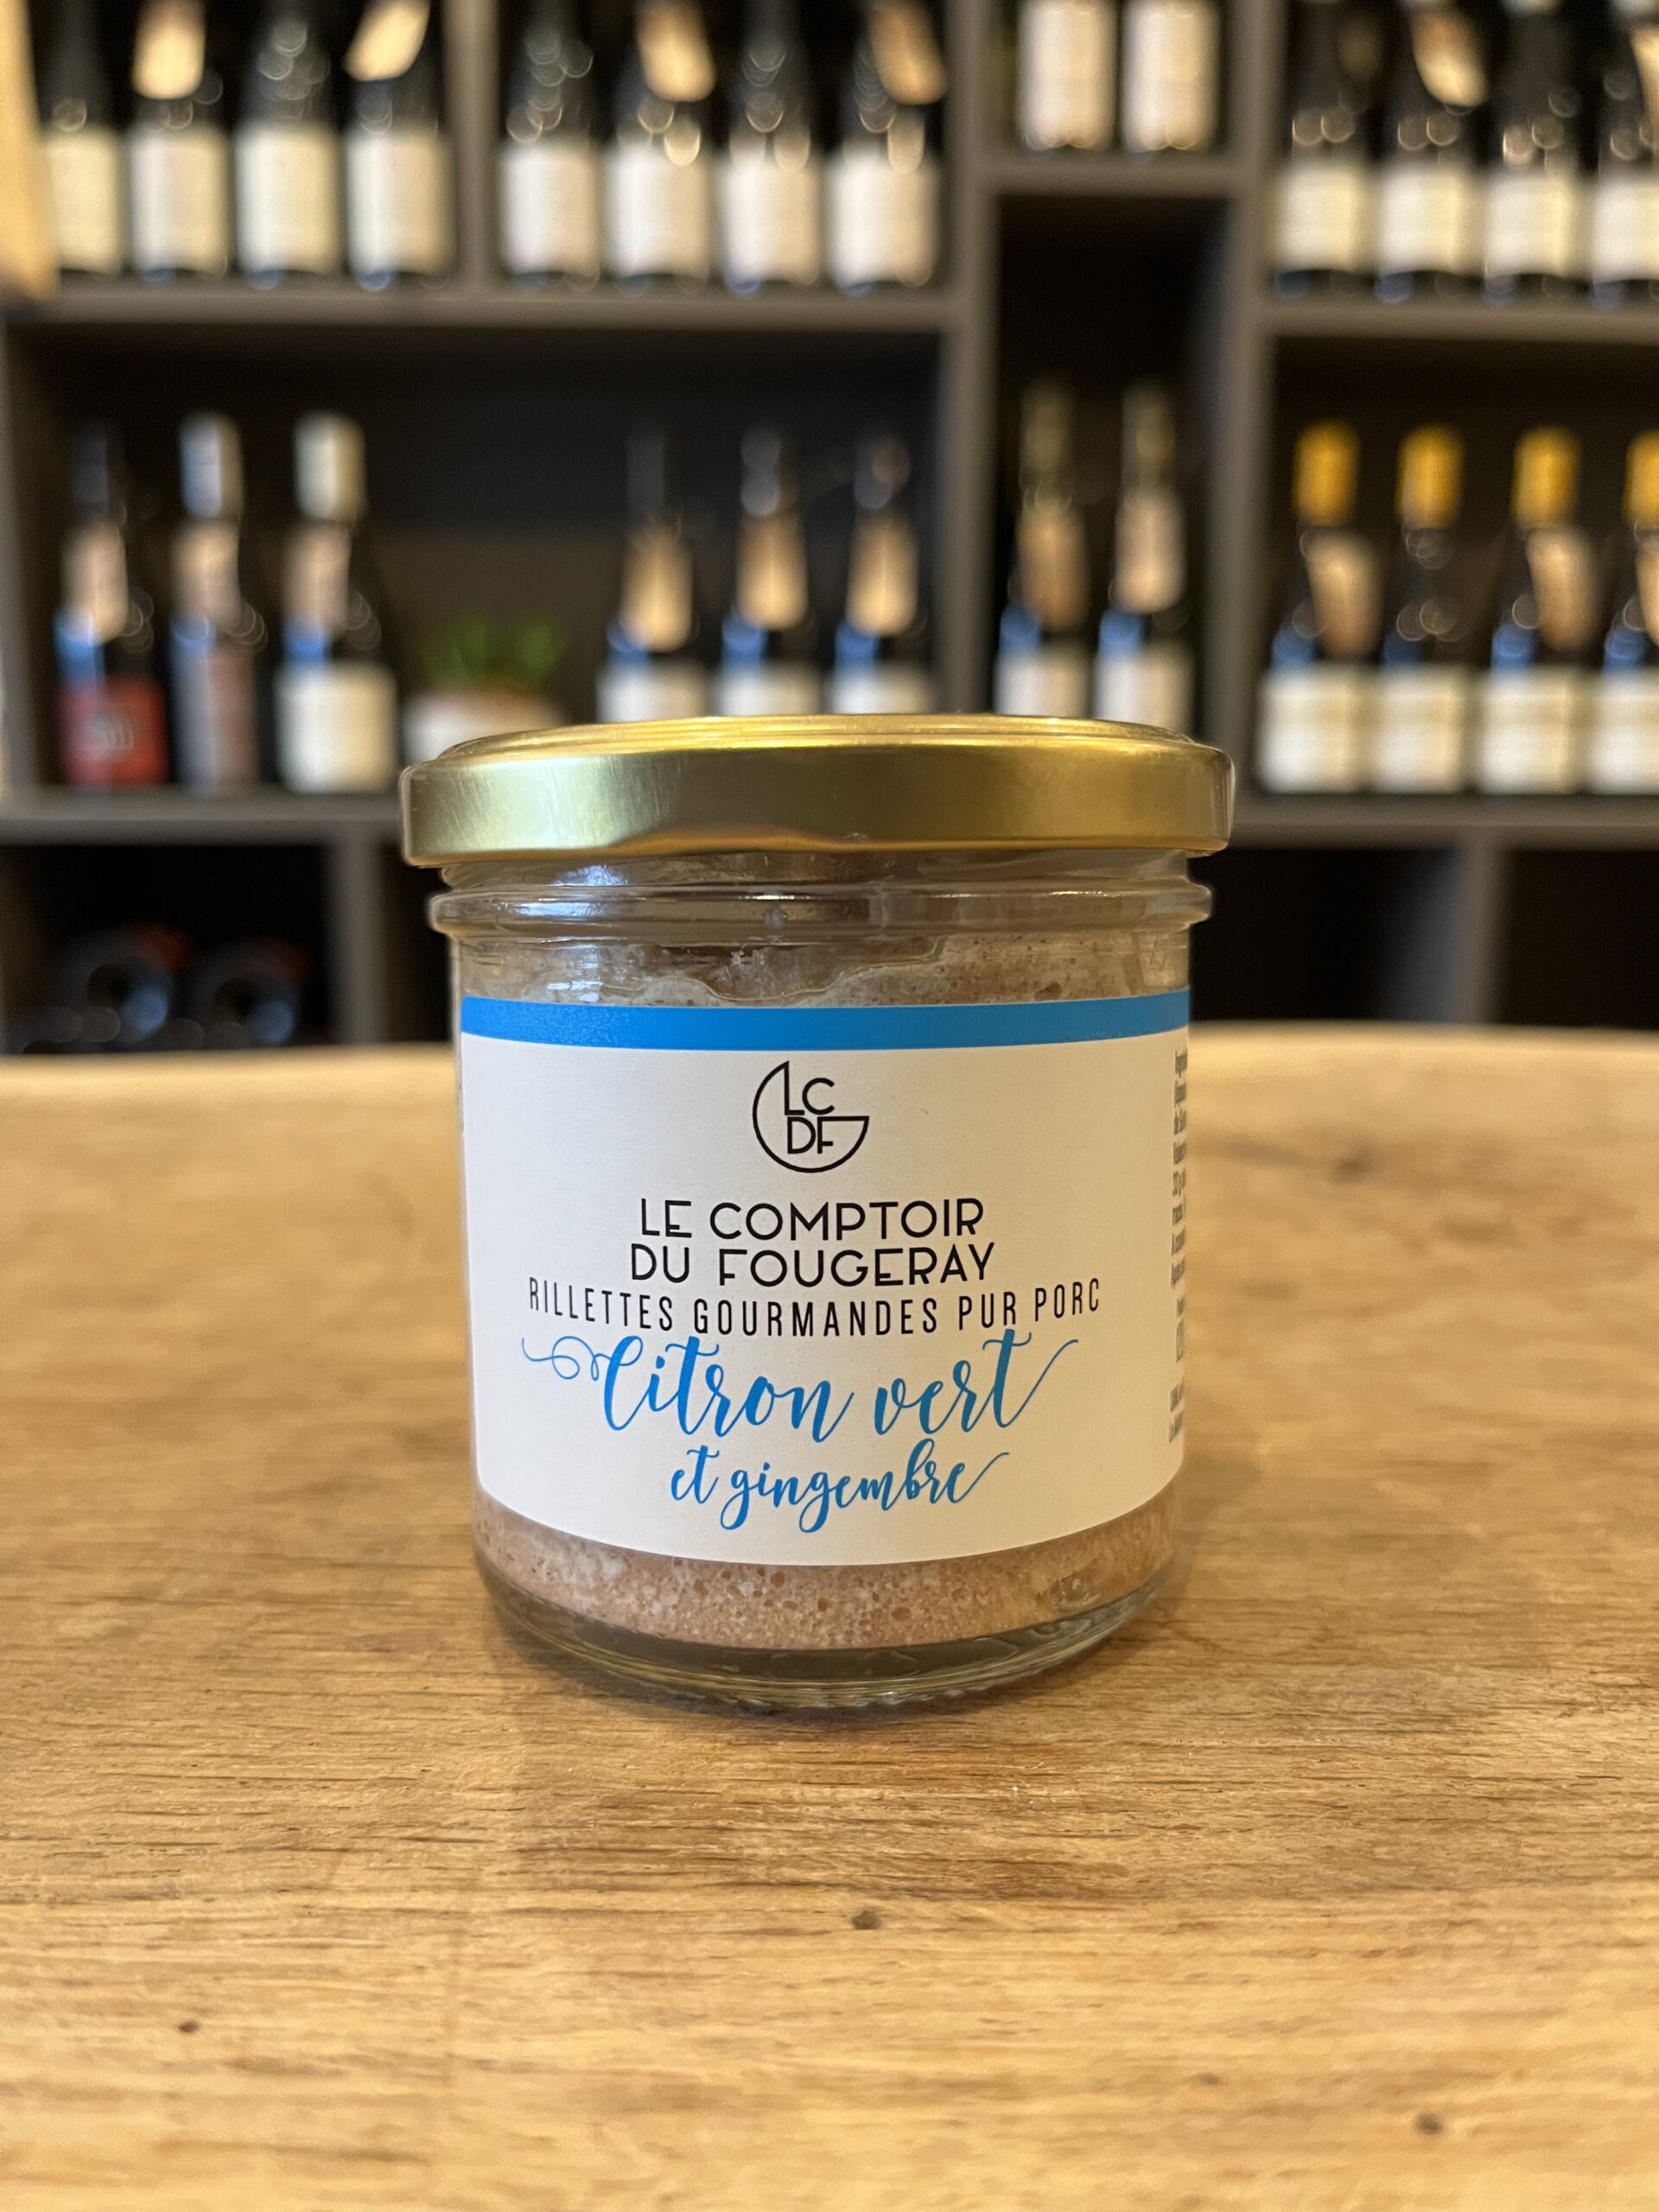 LC
DF
LE COMPTOIR
DU FOUGERAY
RILLETTES GOURMANDES PUR PORC
Citron vert
et gingembre